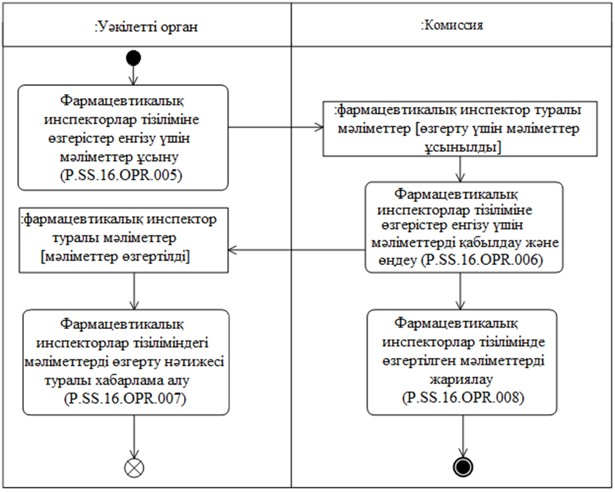 :Уәкілетті орган
:Комиссия
Фармацевтикалық
инспекторлар тізіліміне
өзгерістер енгізу үшін
мәліметтер ұсыну
(P.SS.16.OPR.005)
:фармацевтикалық инспектор туралы
мәліметтер [өзгерту үшін мәліметтер
ұсынылды]
Фармацевтикалық
инспекторлар тізіліміне
өзгерістер енгізу үшін
мәліметтерді қабылдау және
өңдеу (P.SS.16.OPR.006)
:фармацевтикалық инспектор
туралы мәліметтер
[мәліметтер өзгертілді]
Фармацевтикалық
инспекторлар тізіліміндегі
мәліметтерді өзгерту нәтижесі
туралы хабарлама алу
(P.SS.16.OPR.007)
Фармацевтикалық
инспекторлар тізілімінде
өзгертілген мәліметтерді
жариялау
(P.SS.16.OPR.008)